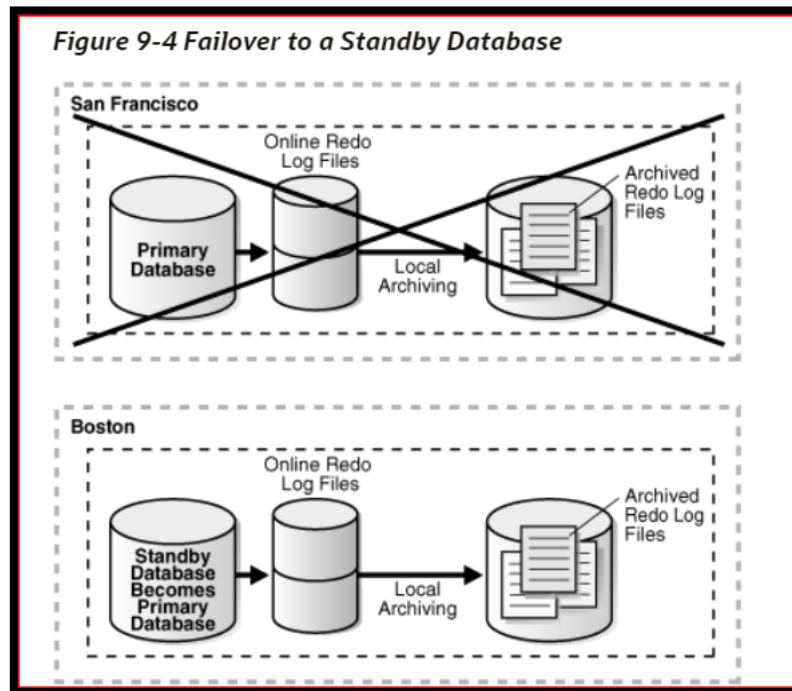 Figure 9-4 Failover to a Standby Database
San Francisco
Online Redo
Log Files
Archived
Redo Log
Files
Primary
Database
Local
Archiving
Boston
Online Redo
Log Files
Archived
Redo Log
Files
Standby
Database
Becomes
Primary
Database
Local
Archiving